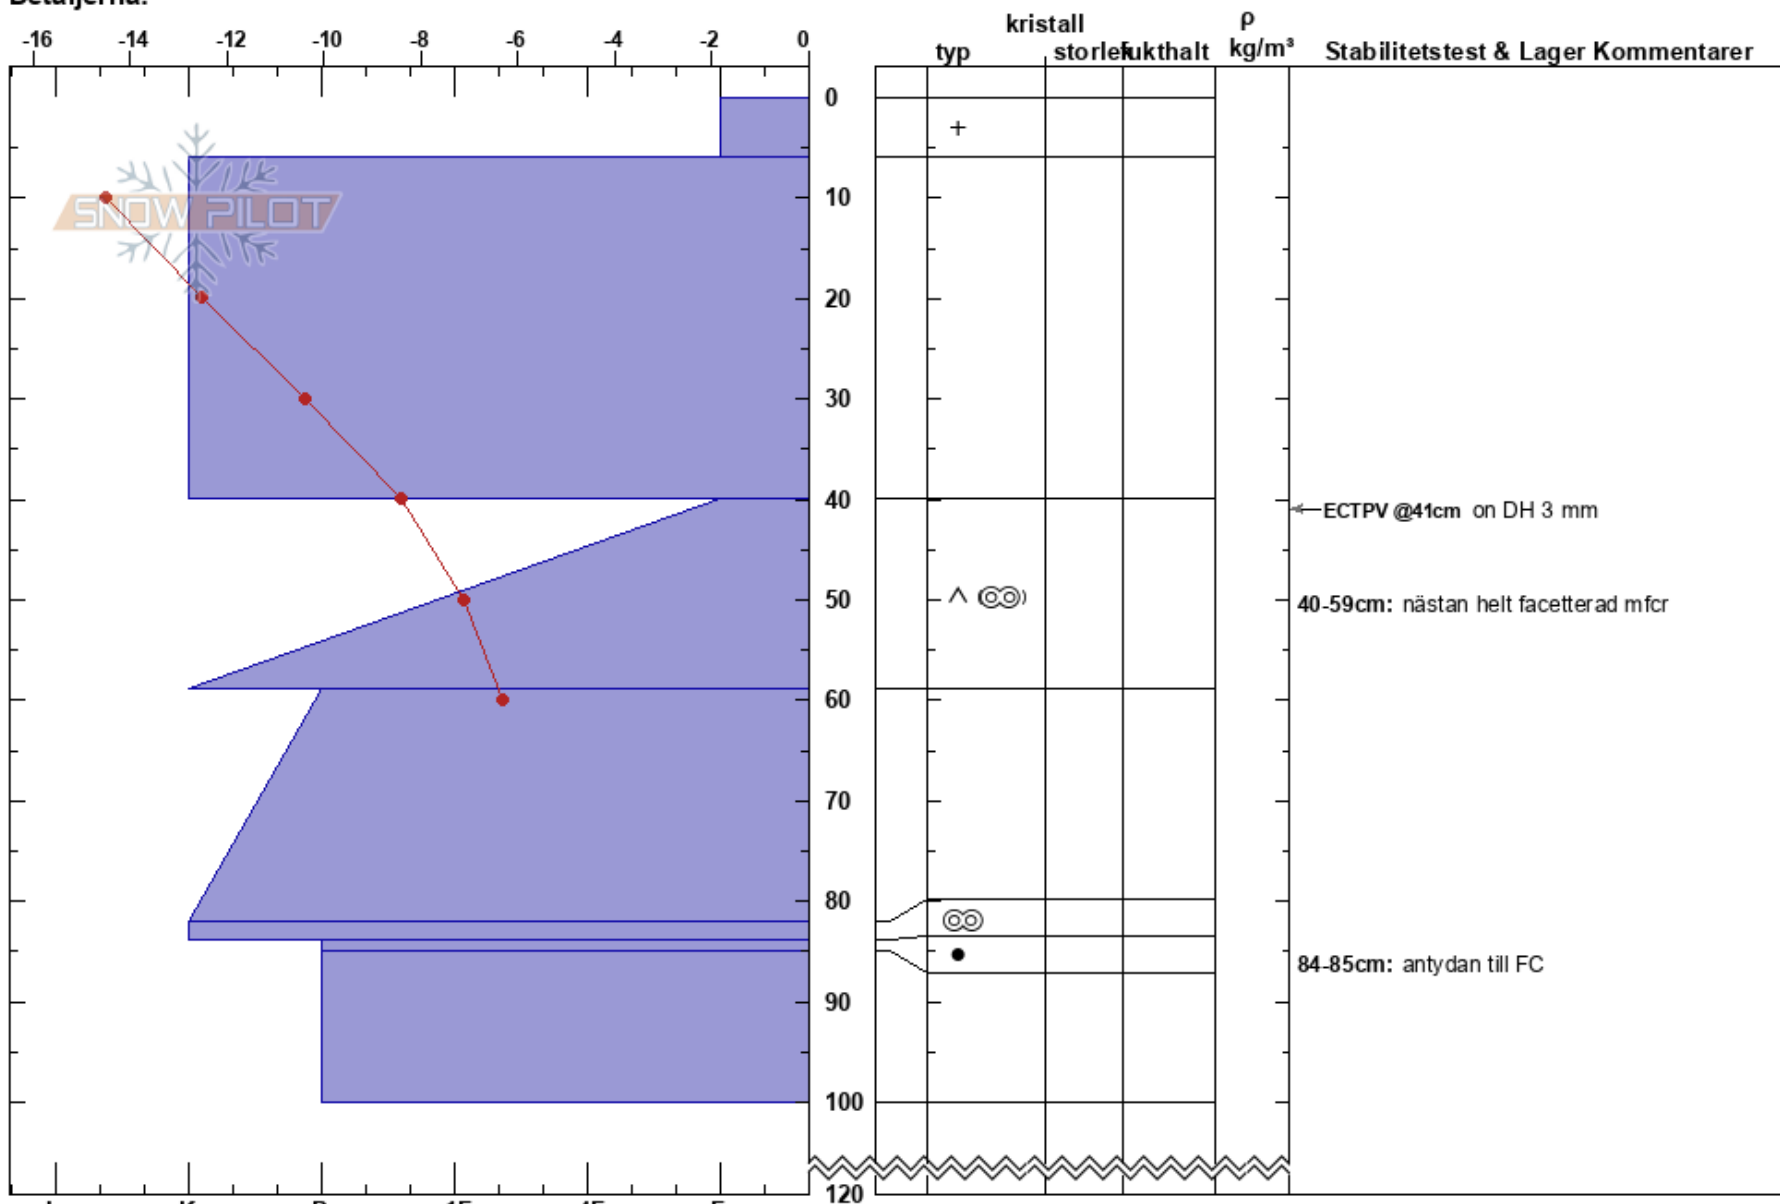 Detaljerna:
kristall ρ
-16 -14 -12 -10 -8 -6 -4 -2 0 typ storlek fukthalt kg/m³ Stabilitetstest & Lager Kommentarer
0
+
SNOW PILOT
10
20
30
40
ECTPV @41cm on DH 3 mm
50
40-59cm: nästan helt facetterad mfcr
60
70
80
84-85cm: antydan till FC
90
100
120